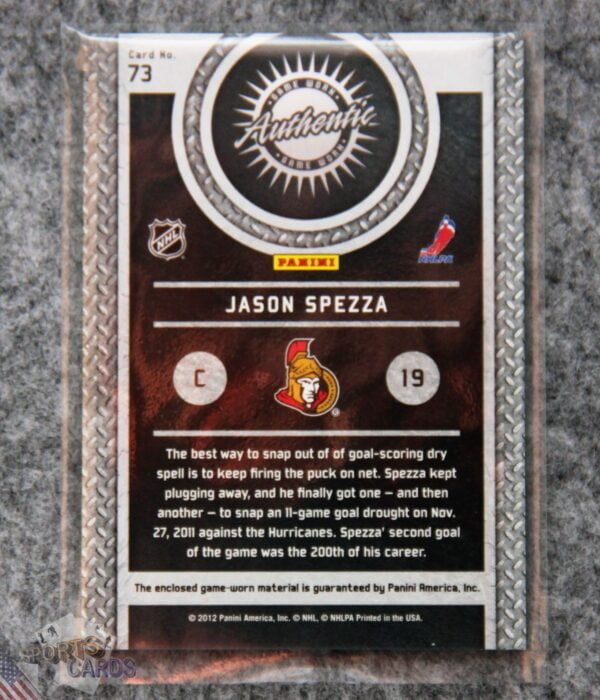 Card No.
73
GAME WORN
Authentic
GAME WORN
NHL
NHLPA
PANINI
JASON SPEZZA
C
19
The best way to snap out of of goal-scoring dry
spell is to keep firing the puck on net. Spezza kept
plugging away, and he finally got one – and then
another – to snap an 11-game goal drought on Nov.
27, 2011 against the Hurricanes. Spezza' second goal
of the game was the 200th of his career.
The enclosed game-worn material is guaranteed by Panini America, Inc.
© 2012 Panini America, Inc. © NHL, © NHLPA Printed in the USA.
SPORTS
CARDS